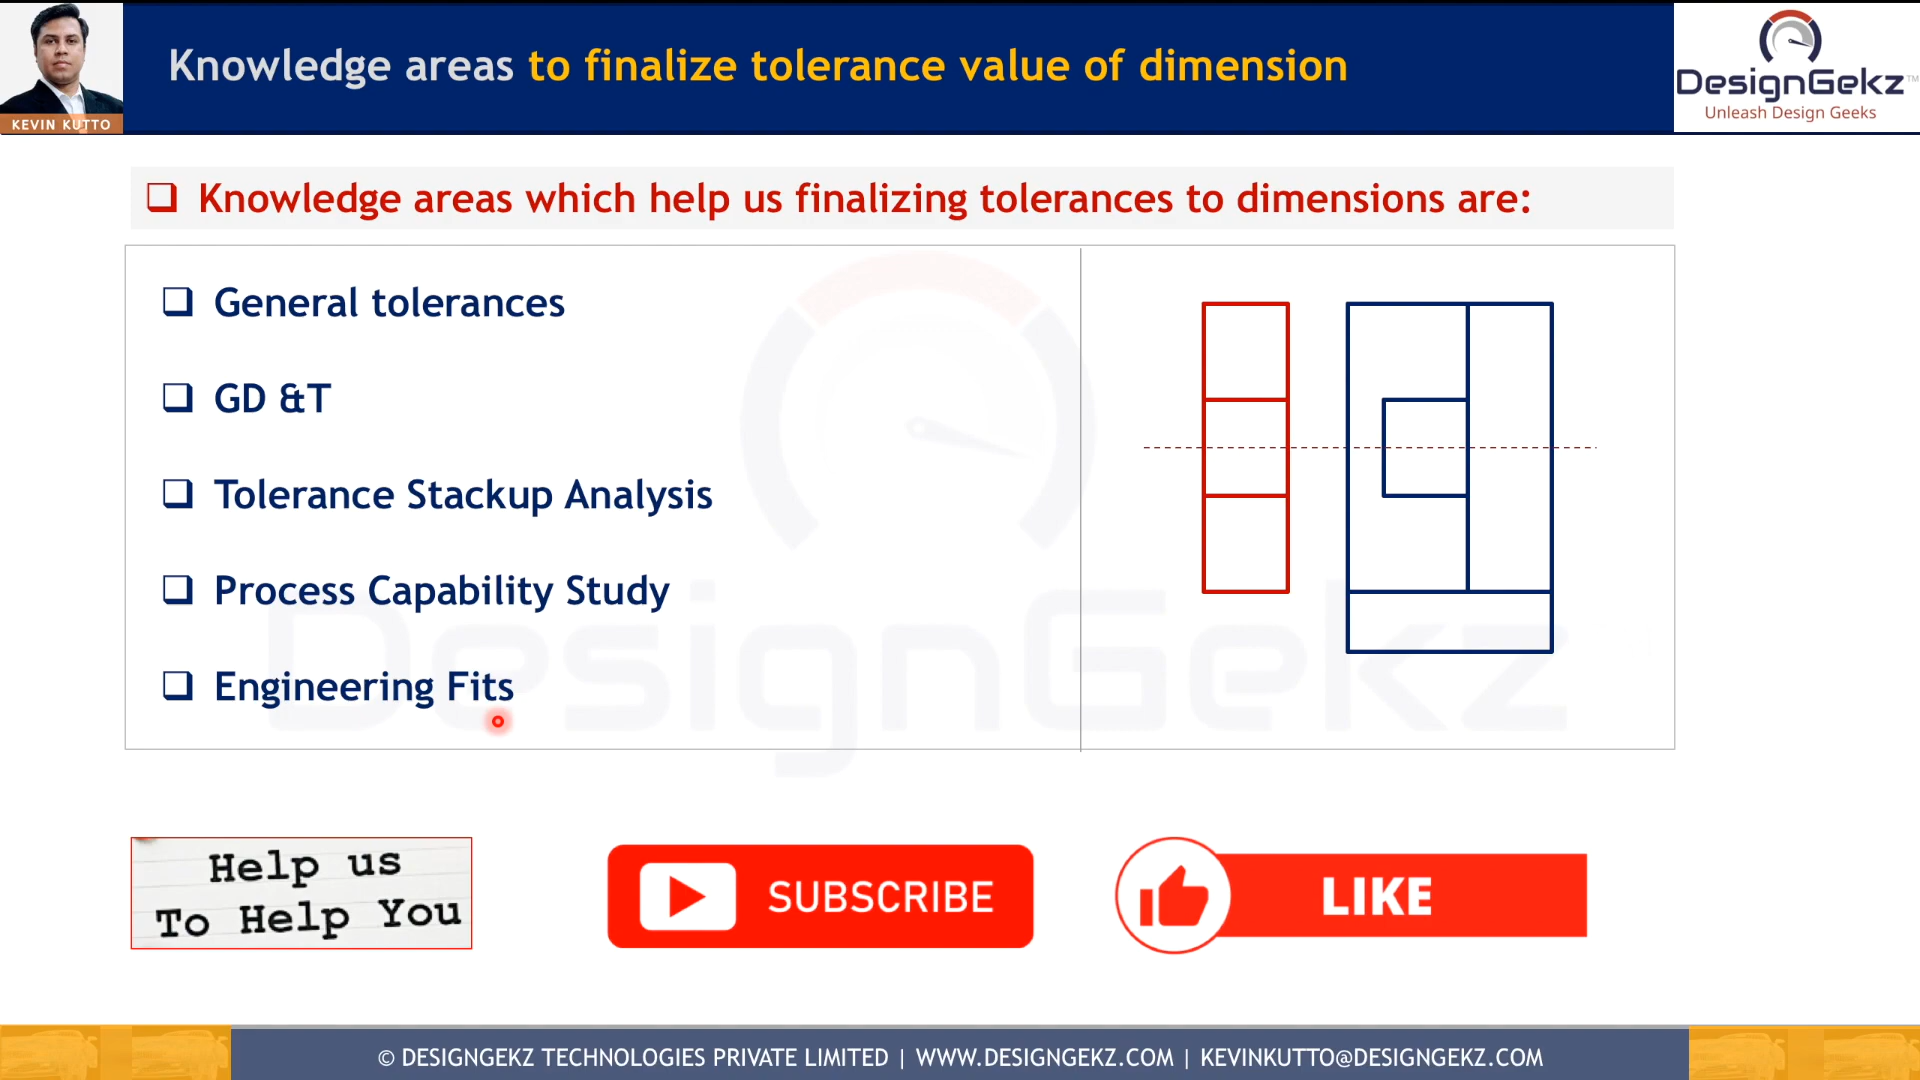 Knowledge areas to finalize tolerance value of dimension
KEVIN KUTTO
DesignGekz™
Unleash Design Geeks
Knowledge areas which help us finalizing tolerances to dimensions are:
General tolerances
GD &T
Tolerance Stackup Analysis
Process Capability Study
Engineering Fits
DesignGekz
Help us
To Help You
SUBSCRIBE
LIKE
© DESIGNGEKZ TECHNOLOGIES PRIVATE LIMITED | WWW.DESIGNGEKZ.COM | KEVINKUTTO@DESIGNGEKZ.COM